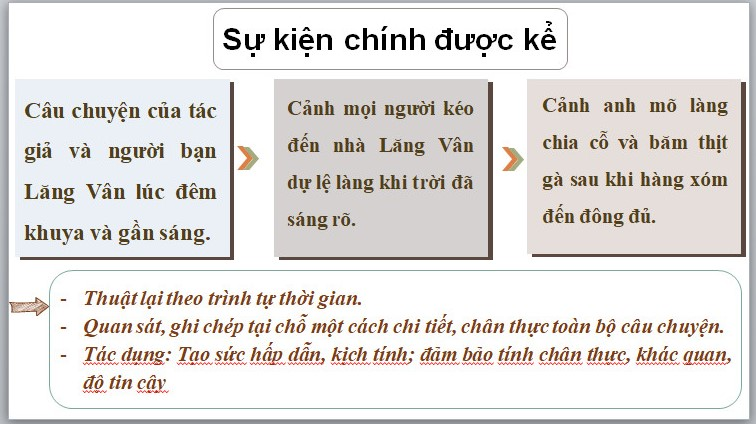 Sự kiện chính được kể
Câu chuyện của tác
giả và người bạn
Lăng Vân lúc đêm
khuya và gần sáng.
Cảnh mọi người kéo
đến nhà Lăng Vân
dự lệ làng khi trời đã
sáng rõ.
Cảnh anh mõ làng
chia cỗ và băm thịt
gà sau khi hàng xóm
đến đông đủ.
- Thuật lại theo trình tự thời gian.
- Quan sát, ghi chép tại chỗ một cách chi tiết, chân thực toàn bộ câu chuyện.
- Tác dụng: Tạo sức hấp dẫn, kịch tính; đảm bảo tính chân thực, khác quan,
độ tin cậy